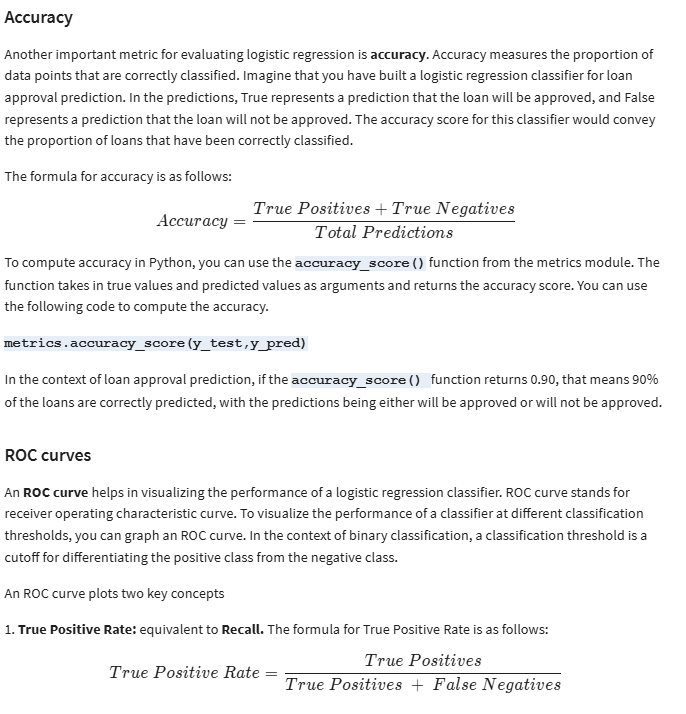 Accuracy
Another important metric for evaluating logistic regression is accuracy. Accuracy measures the proportion of
data points that are correctly classified. Imagine that you have built a logistic regression classifier for loan
approval prediction. In the predictions, True represents a prediction that the loan will be approved, and False
represents a prediction that the loan will not be approved. The accuracy score for this classifier would convey
the proportion of loans that have been correctly classified.
The formula for accuracy is as follows:
Accuracy = True Positives + True Negatives
Total Predictions
To compute accuracy in Python, you can use the accuracy_score() function from the metrics module. The
function takes in true values and predicted values as arguments and returns the accuracy score. You can use
the following code to compute the accuracy.
metrics.accuracy_score(y_test,y_pred)
In the context of loan approval prediction, if the accuracy_score() function returns 0.90, that means 90%
of the loans are correctly predicted, with the predictions being either will be approved or will not be approved.
ROC curves
An ROC curve helps in visualizing the performance of a logistic regression classifier. ROC curve stands for
receiver operating characteristic curve. To visualize the performance of a classifier at different classification
thresholds, you can graph an ROC curve. In the context of binary classification, a classification threshold is a
cutoff for differentiating the positive class from the negative class.
An ROC curve plots two key concepts
1. True Positive Rate: equivalent to Recall. The formula for True Positive Rate is as follows:
True Positive Rate = True Positives
True Positives + False Negatives